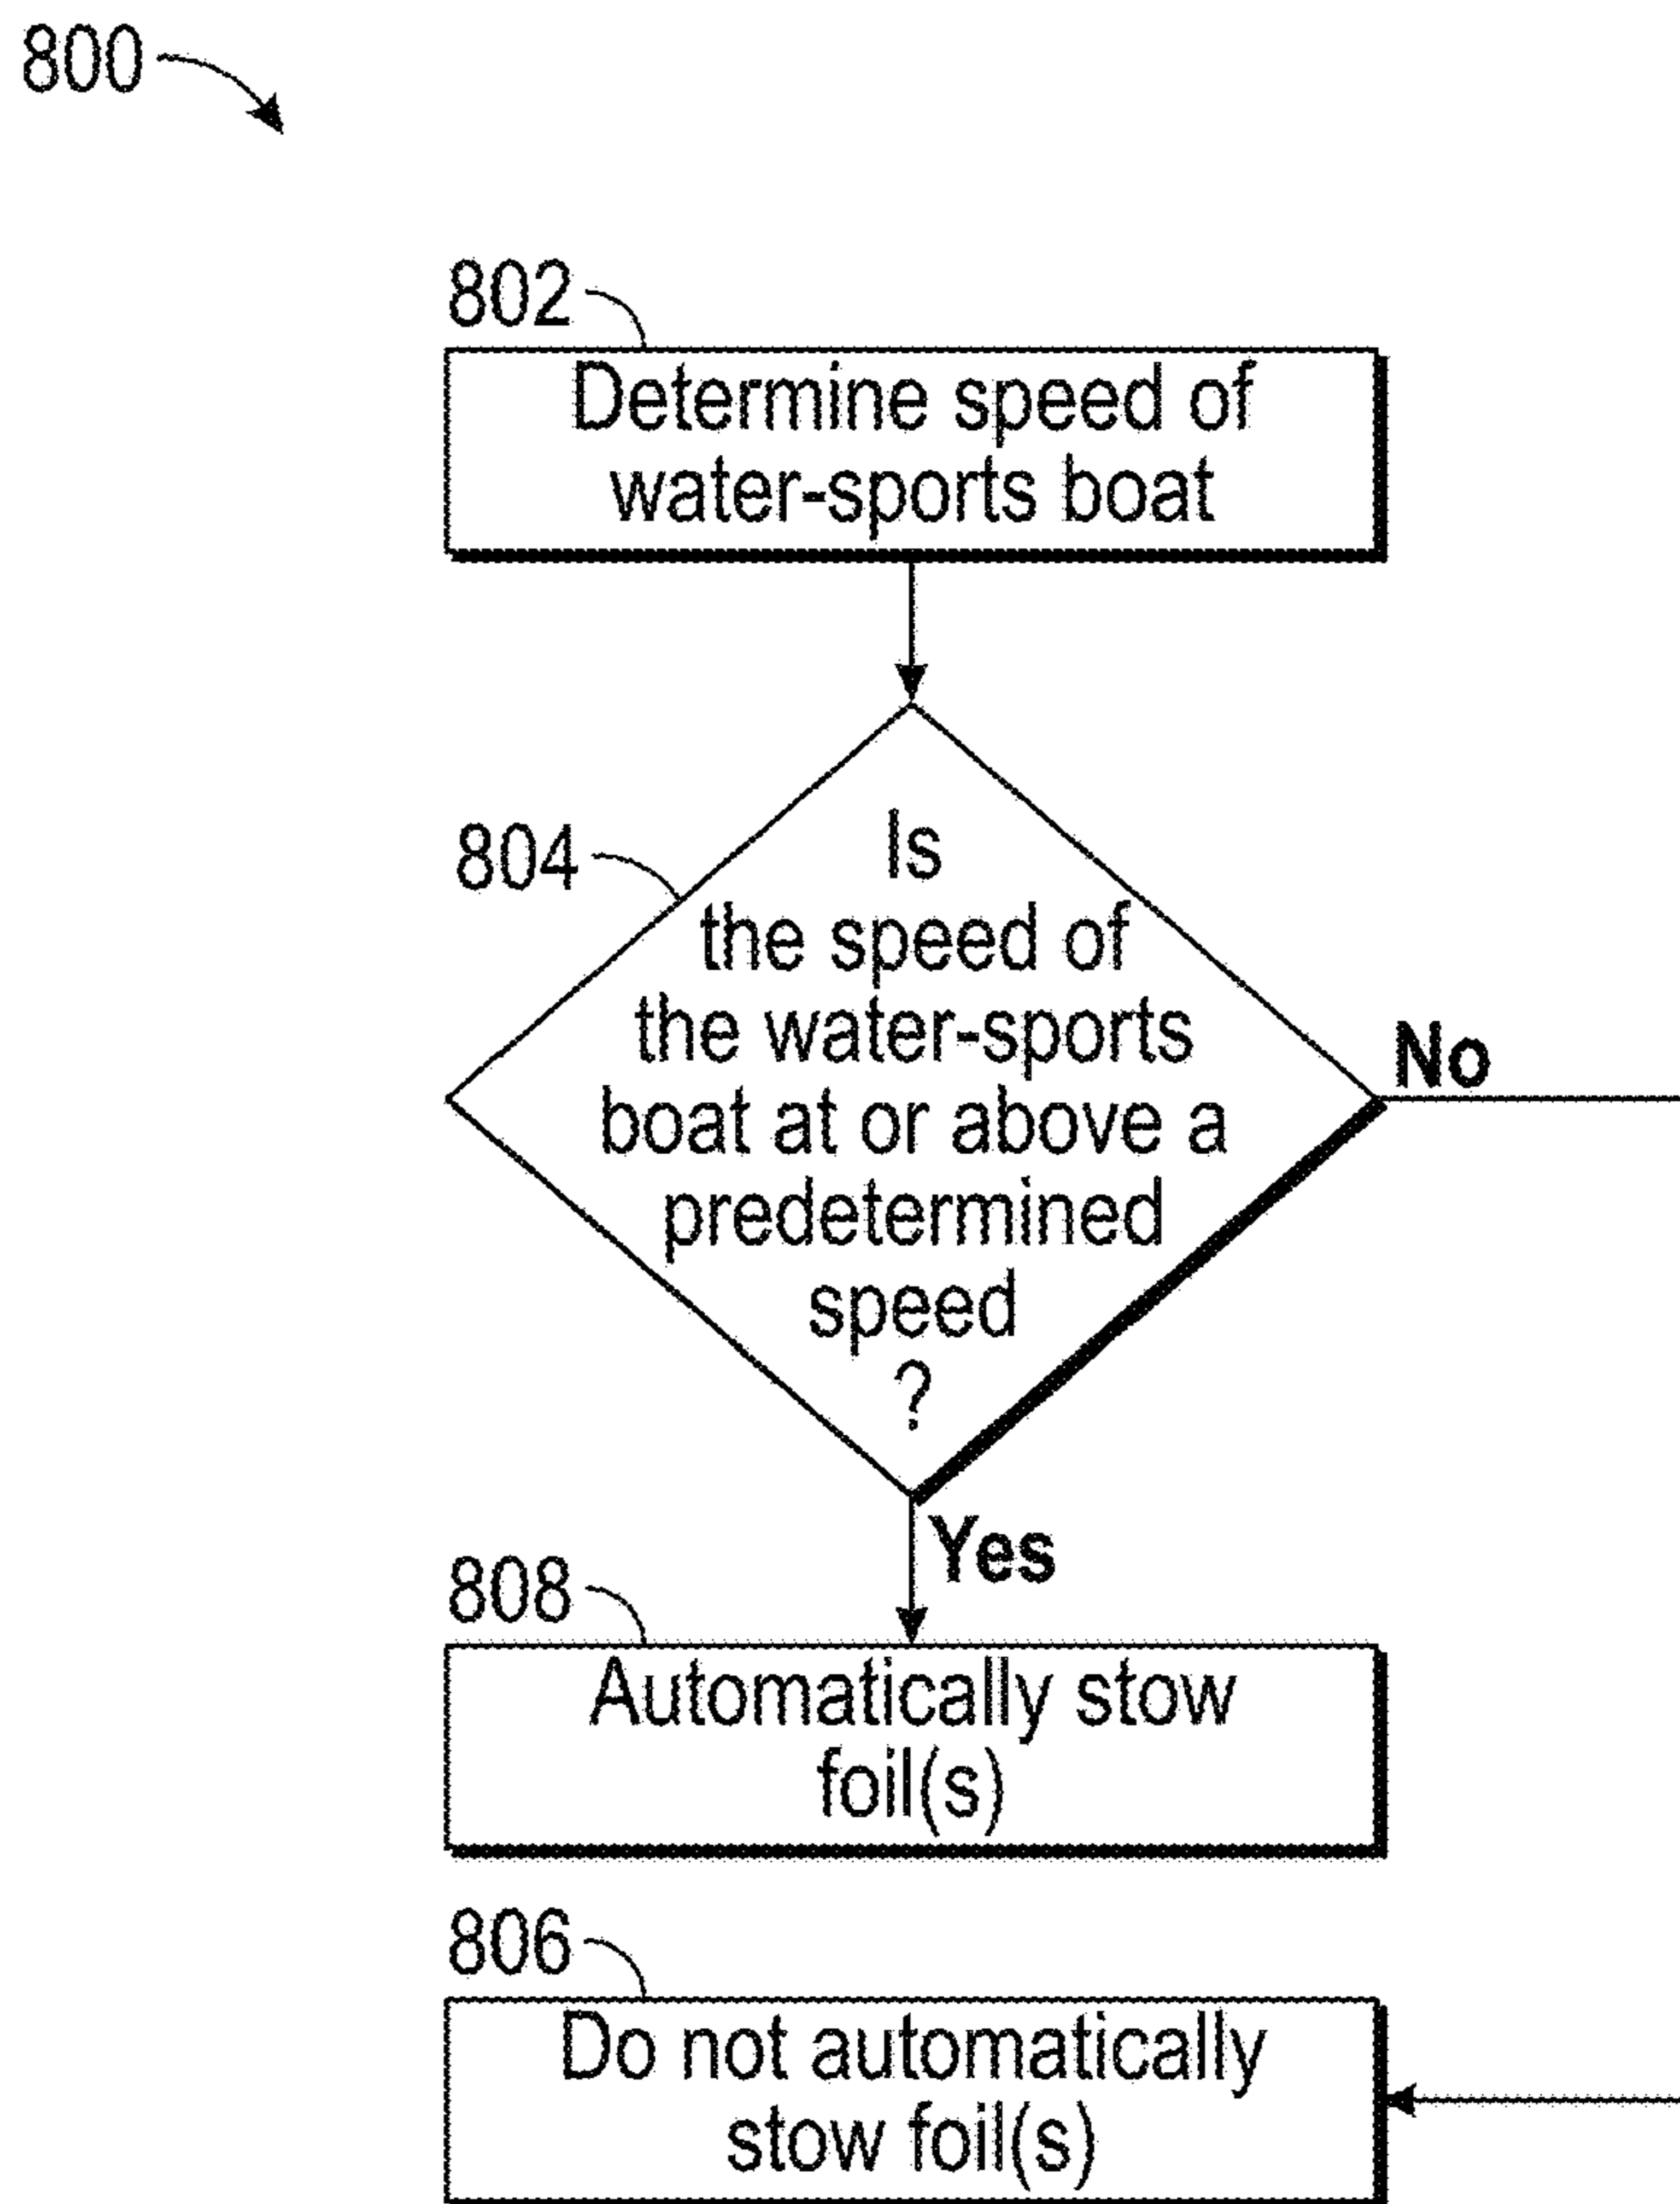 800
802
Determine speed of
water-sports boat
804
Is
the speed of
the water-sports
boat at or above a
predetermined
speed
?
No
Yes
808
Automatically stow
foil(s)
806
Do not automatically
stow foil(s)